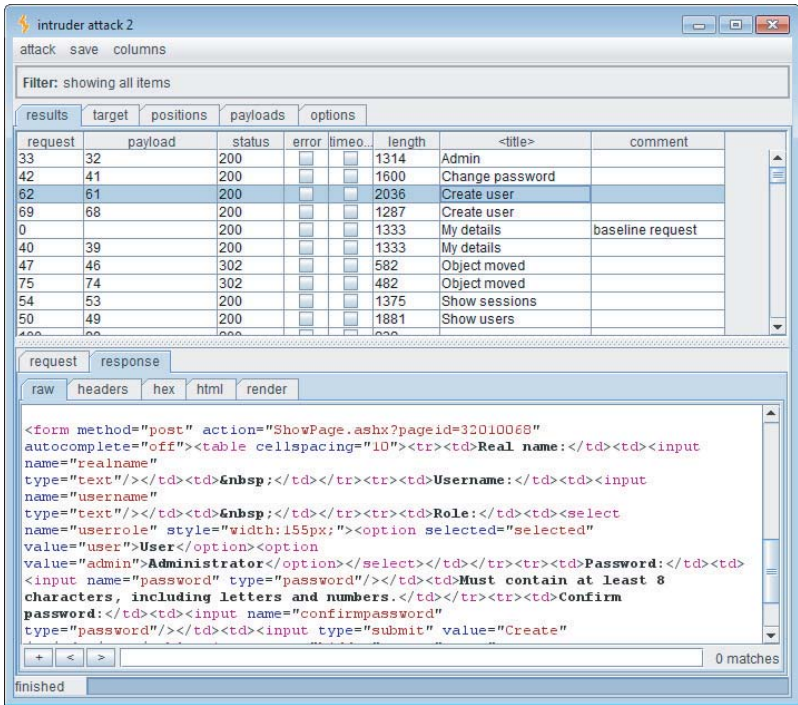 intruder attack 2
attack save columns
Filter: showing all items
results target positions payloads options
request payload status error timeo... length <title> comment
33 32 200 1314 Admin
42 41 200 1600 Change password
62 61 200 2036 Create user
69 68 200 1287 Create user
0 200 1333 My details baseline request
40 39 200 1333 My details
47 46 302 582 Object moved
75 74 302 482 Object moved
54 53 200 1375 Show sessions
50 49 200 1881 Show users
request response
raw headers hex html render
<form method="post" action="ShowPage.ashx?pageid=32010068"
autocomplete="off"><table cellspacing="10"><tr><td>Real name:</td><td><input
name="realname"
type="text"/></td><td>&nbsp;</td></tr><tr><td>Username:</td><td><input
name="username"
type="text"/></td><td>&nbsp;</td></tr><tr><td>Role:</td><td><select
name="userrole" style="width:155px;"><option selected="selected"
value="user">User</option><option
value="admin">Administrator</option></select></td></tr><tr><td>Password:</td><td>
<input name="password" type="password"/></td><td>Must contain at least 8
characters, including letters and numbers.</td></tr><tr><td>Confirm
password:</td><td><input name="confirmpassword"
type="password"/></td><td><input type="submit" value="Create"
+ < > 0 matches
finished